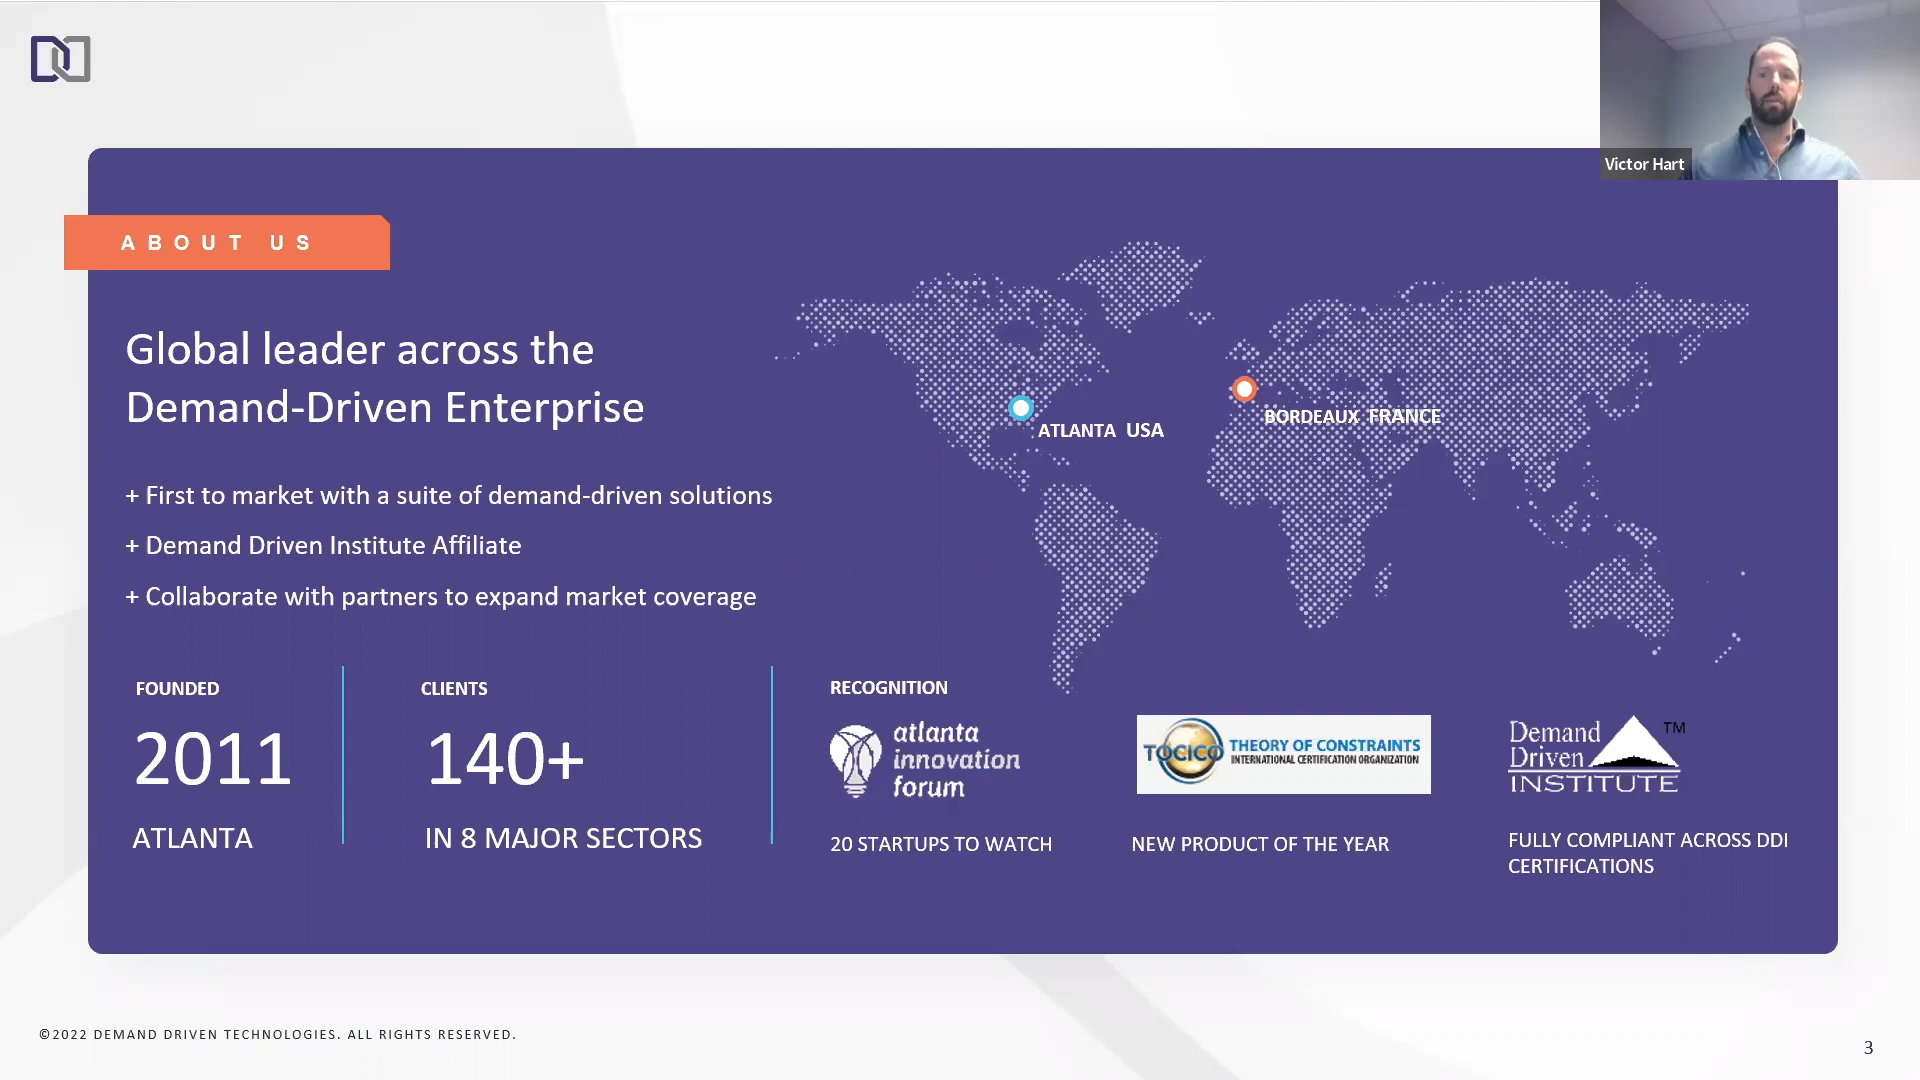 Victor Hart
ABOUT US
Global leader across the
Demand-Driven Enterprise
+ First to market with a suite of demand-driven solutions
+ Demand Driven Institute Affiliate
+ Collaborate with partners to expand market coverage
ATLANTA USA
BORDEAUX FRANCE
FOUNDED
2011
ATLANTA
CLIENTS
140+
IN 8 MAJOR SECTORS
RECOGNITION
atlanta
innovation
forum
20 STARTUPS TO WATCH
TOCICO
THEORY OF CONSTRAINTS
INTERNATIONAL CERTIFICATION ORGANIZATION
NEW PRODUCT OF THE YEAR
Demand
Driven
INSTITUTE
TM
FULLY COMPLIANT ACROSS DDI
CERTIFICATIONS
©2022 DEMAND DRIVEN TECHNOLOGIES. ALL RIGHTS RESERVED.
3